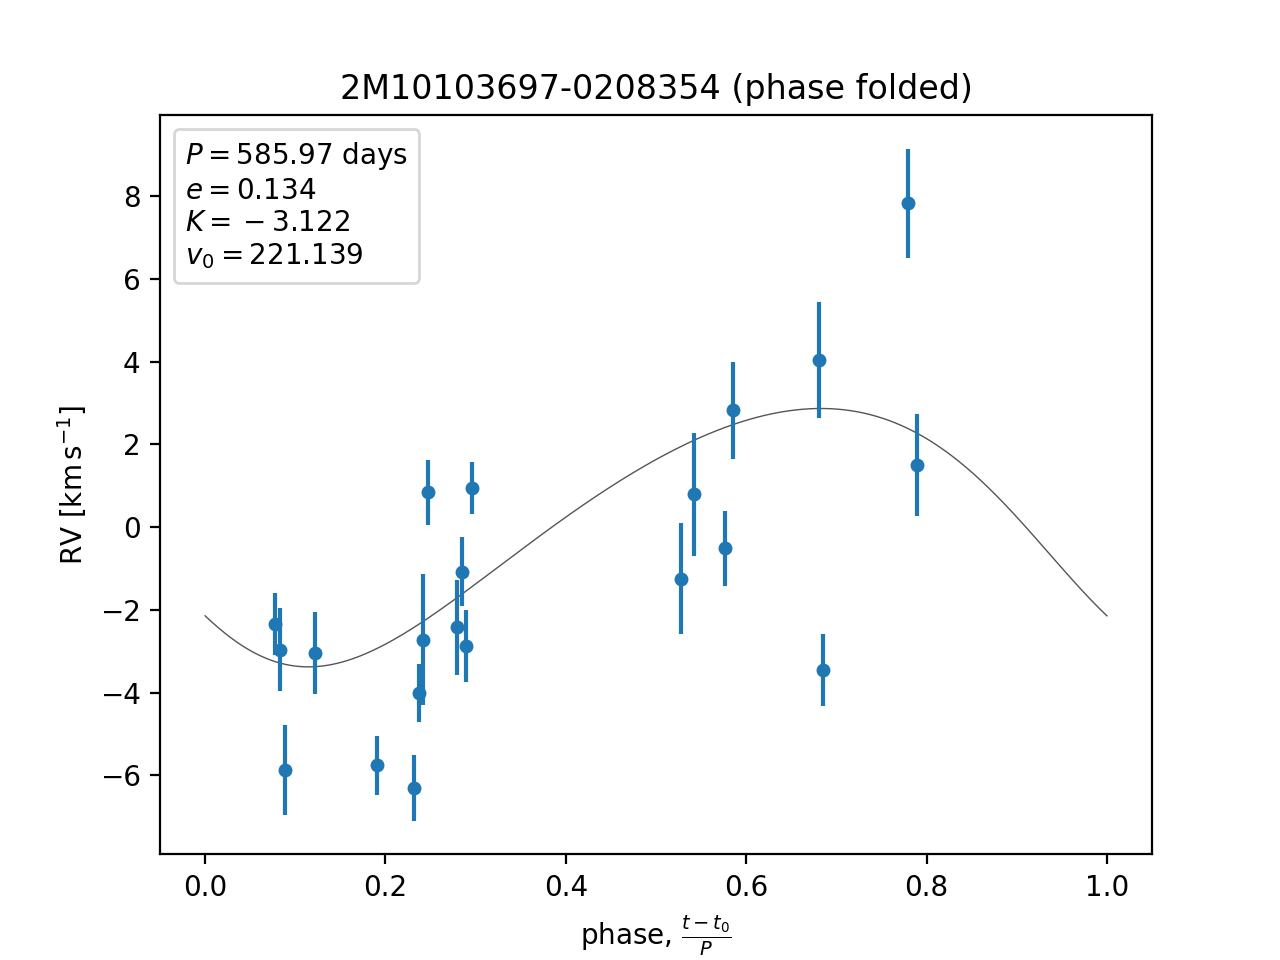 2M10103697-0208354 (phase folded)
P = 585.97 days
e = 0.134
K = −3.122
v₀ = 221.139
RV [km s⁻¹]
8
6
4
2
0
−2
−4
−6
0.0 0.2 0.4 0.6 0.8 1.0
phase, (t − t₀)/P